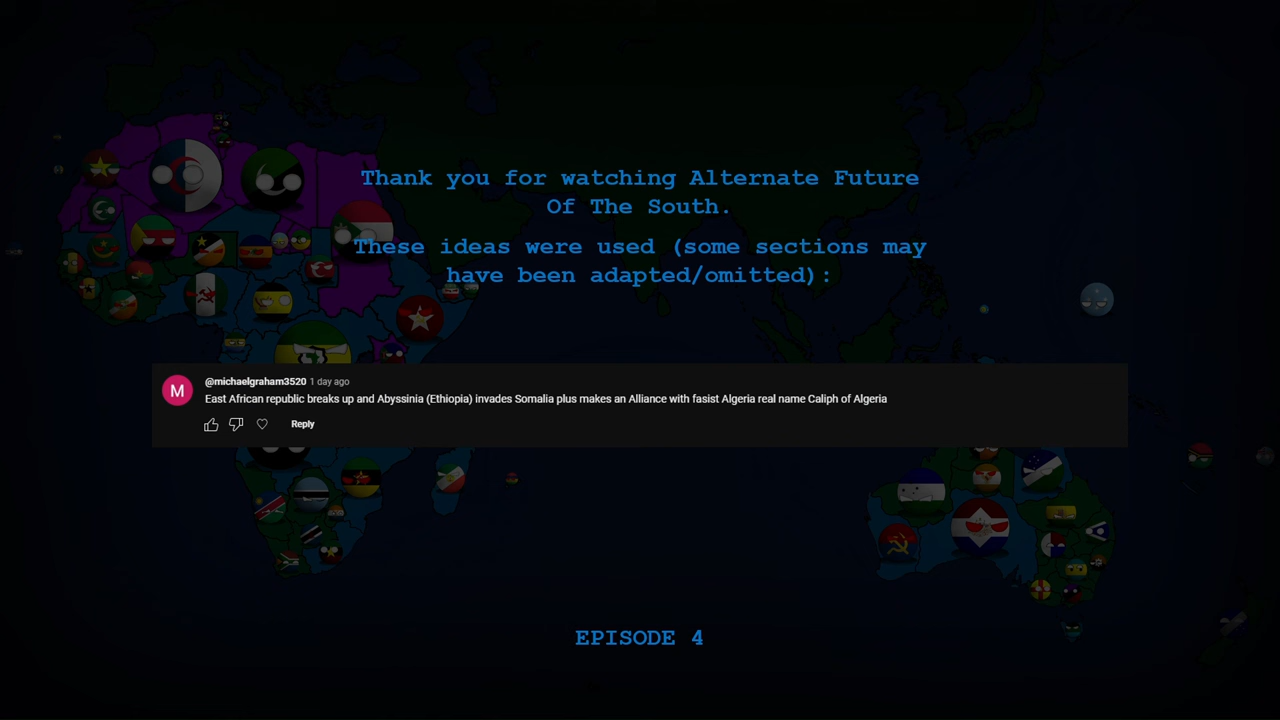 Thank you for watching Alternate Future
Of The South.
These ideas were used (some sections may
have been adapted/omitted):
M
@michaelgraham3520 1 day ago
East African republic breaks up and Abyssinia (Ethiopia) invades Somalia plus makes an Alliance with fasist Algeria real name Caliph of Algeria
Reply
EPISODE 4